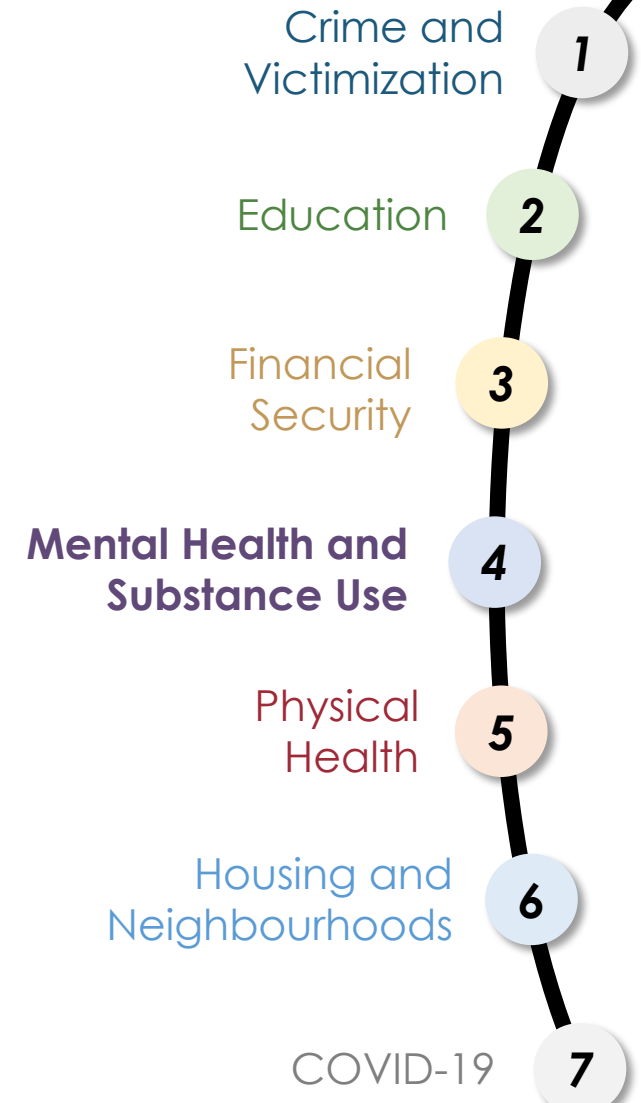 Crime and
Victimization
1
Education
2
Financial
Security
3
Mental Health and
Substance Use
4
Physical
Health
5
Housing and
Neighbourhoods
6
COVID-19
7